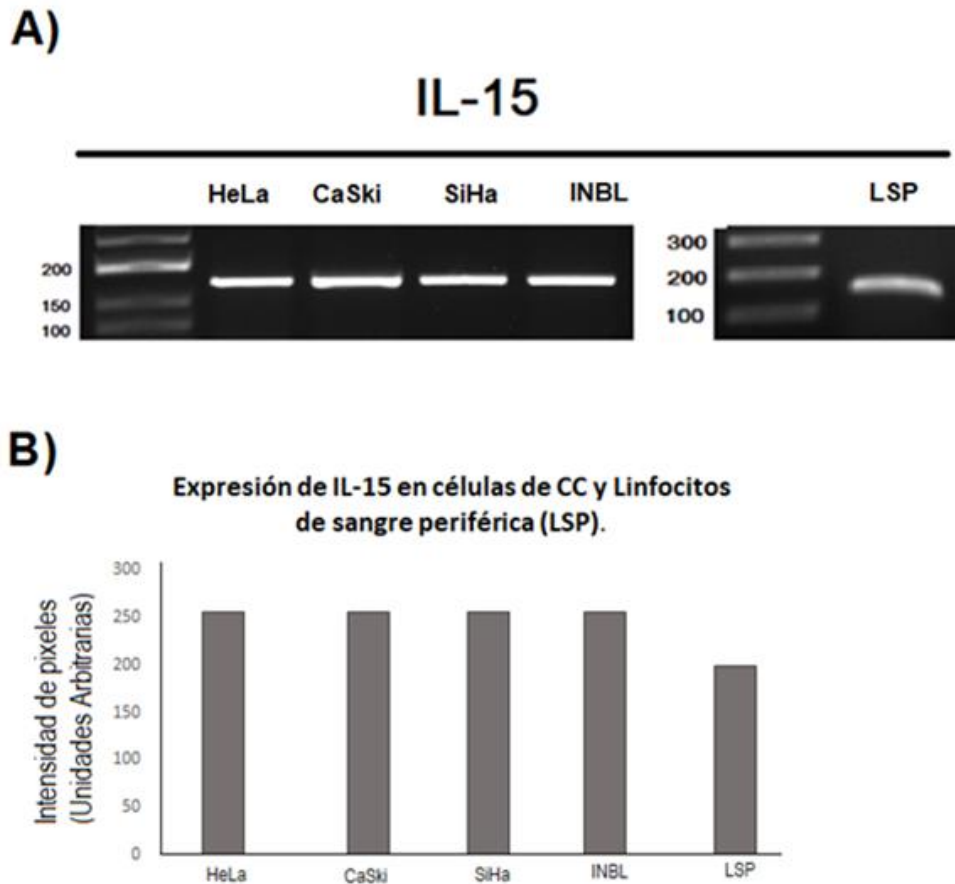 A)
IL-15
HeLa CaSki SiHa INBL LSP
200
150
100
300
200
100
B)
Expresión de IL-15 en células de CC y Linfocitos
de sangre periférica (LSP).
Intensidad de pixeles
(Unidades Arbitrarias)
300
250
200
150
100
50
0
HeLa CaSki SiHa INBL LSP